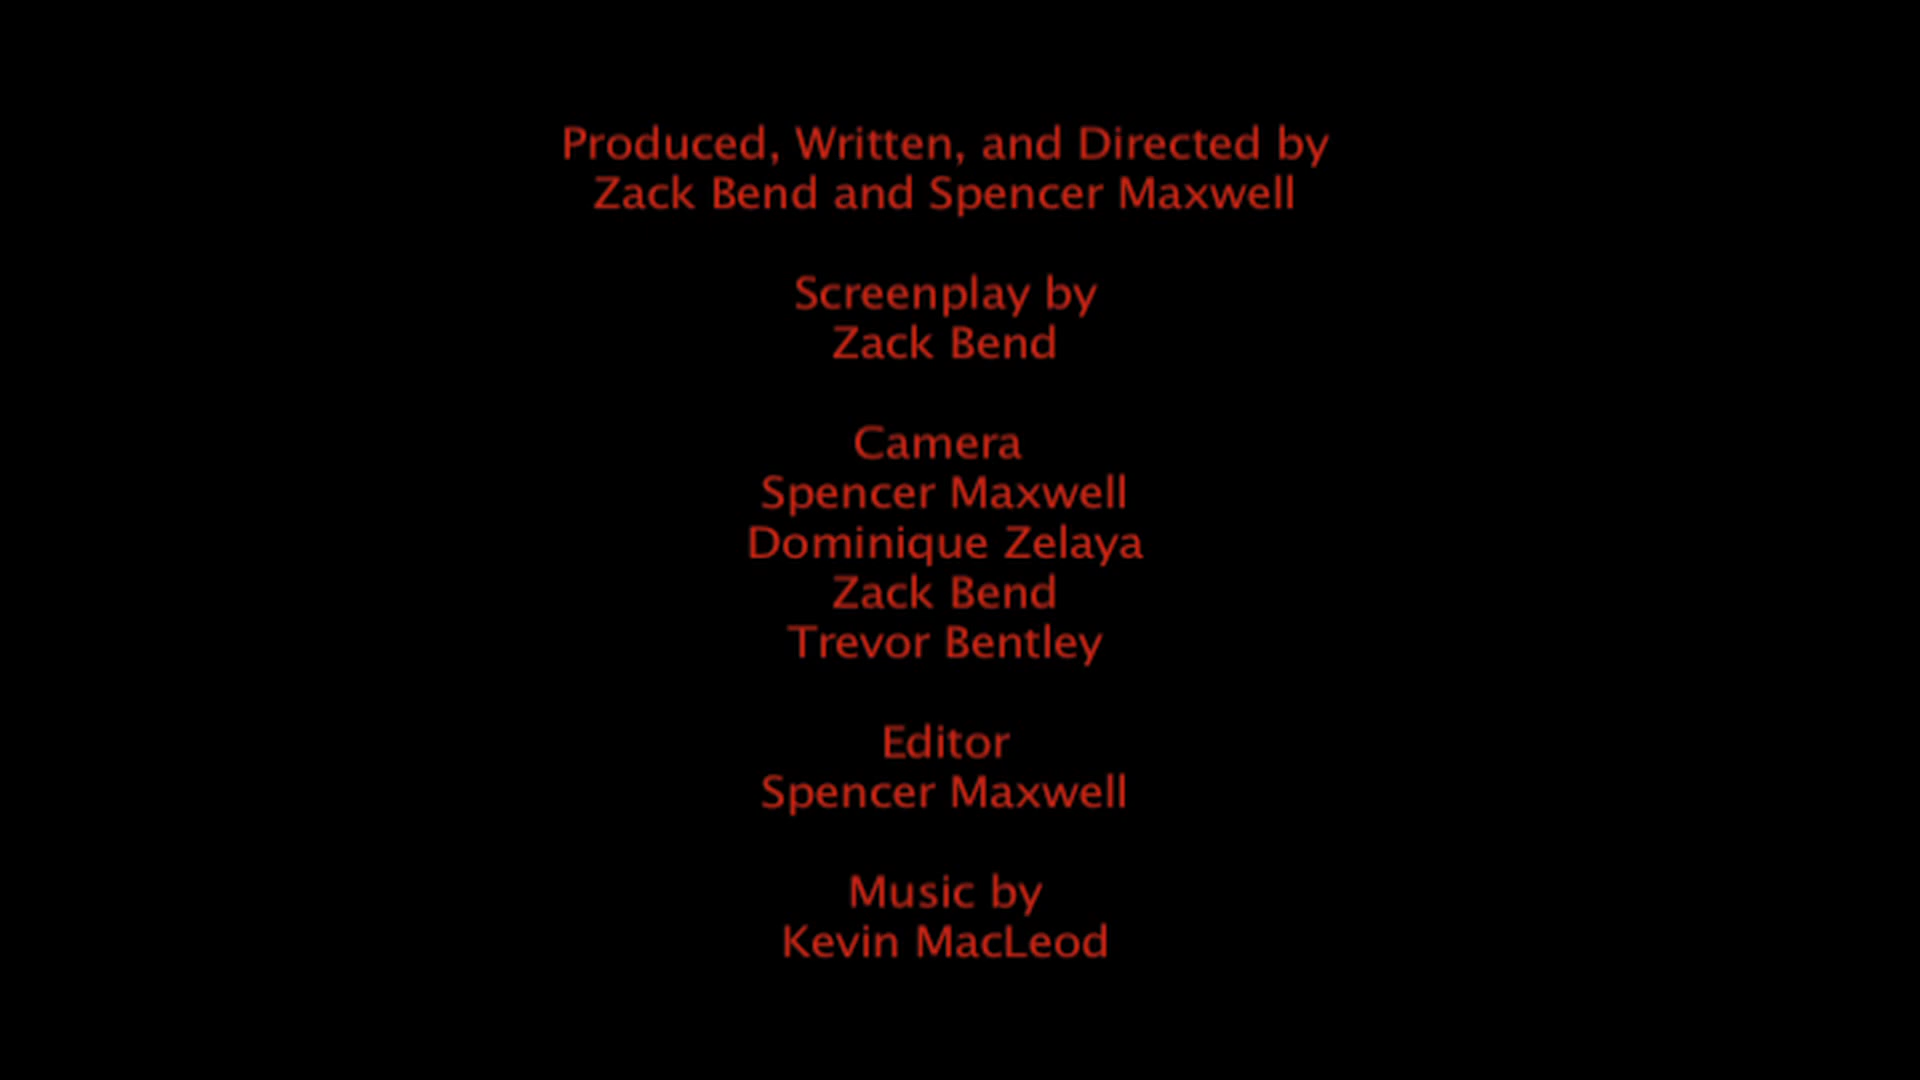 Produced, Written, and Directed by
Zack Bend and Spencer Maxwell
Screenplay by
Zack Bend
Camera
Spencer Maxwell
Dominique Zelaya
Zack Bend
Trevor Bentley
Editor
Spencer Maxwell
Music by
Kevin MacLeod